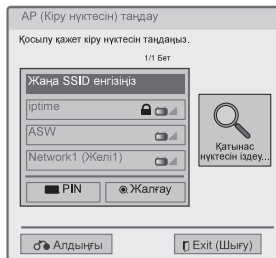 AP (Кіру нүктесін) таңдау
Қосылу қажет кіру нүктесін таңдаңыз.
1/1 Бет
Жаңа SSID енгізіңіз
iptime
ASW
Network1 (Желі1)
PIN
Жалғау
Қатынас
нүктесін іздеу...
Алдыңғы
Exit (Шығу)